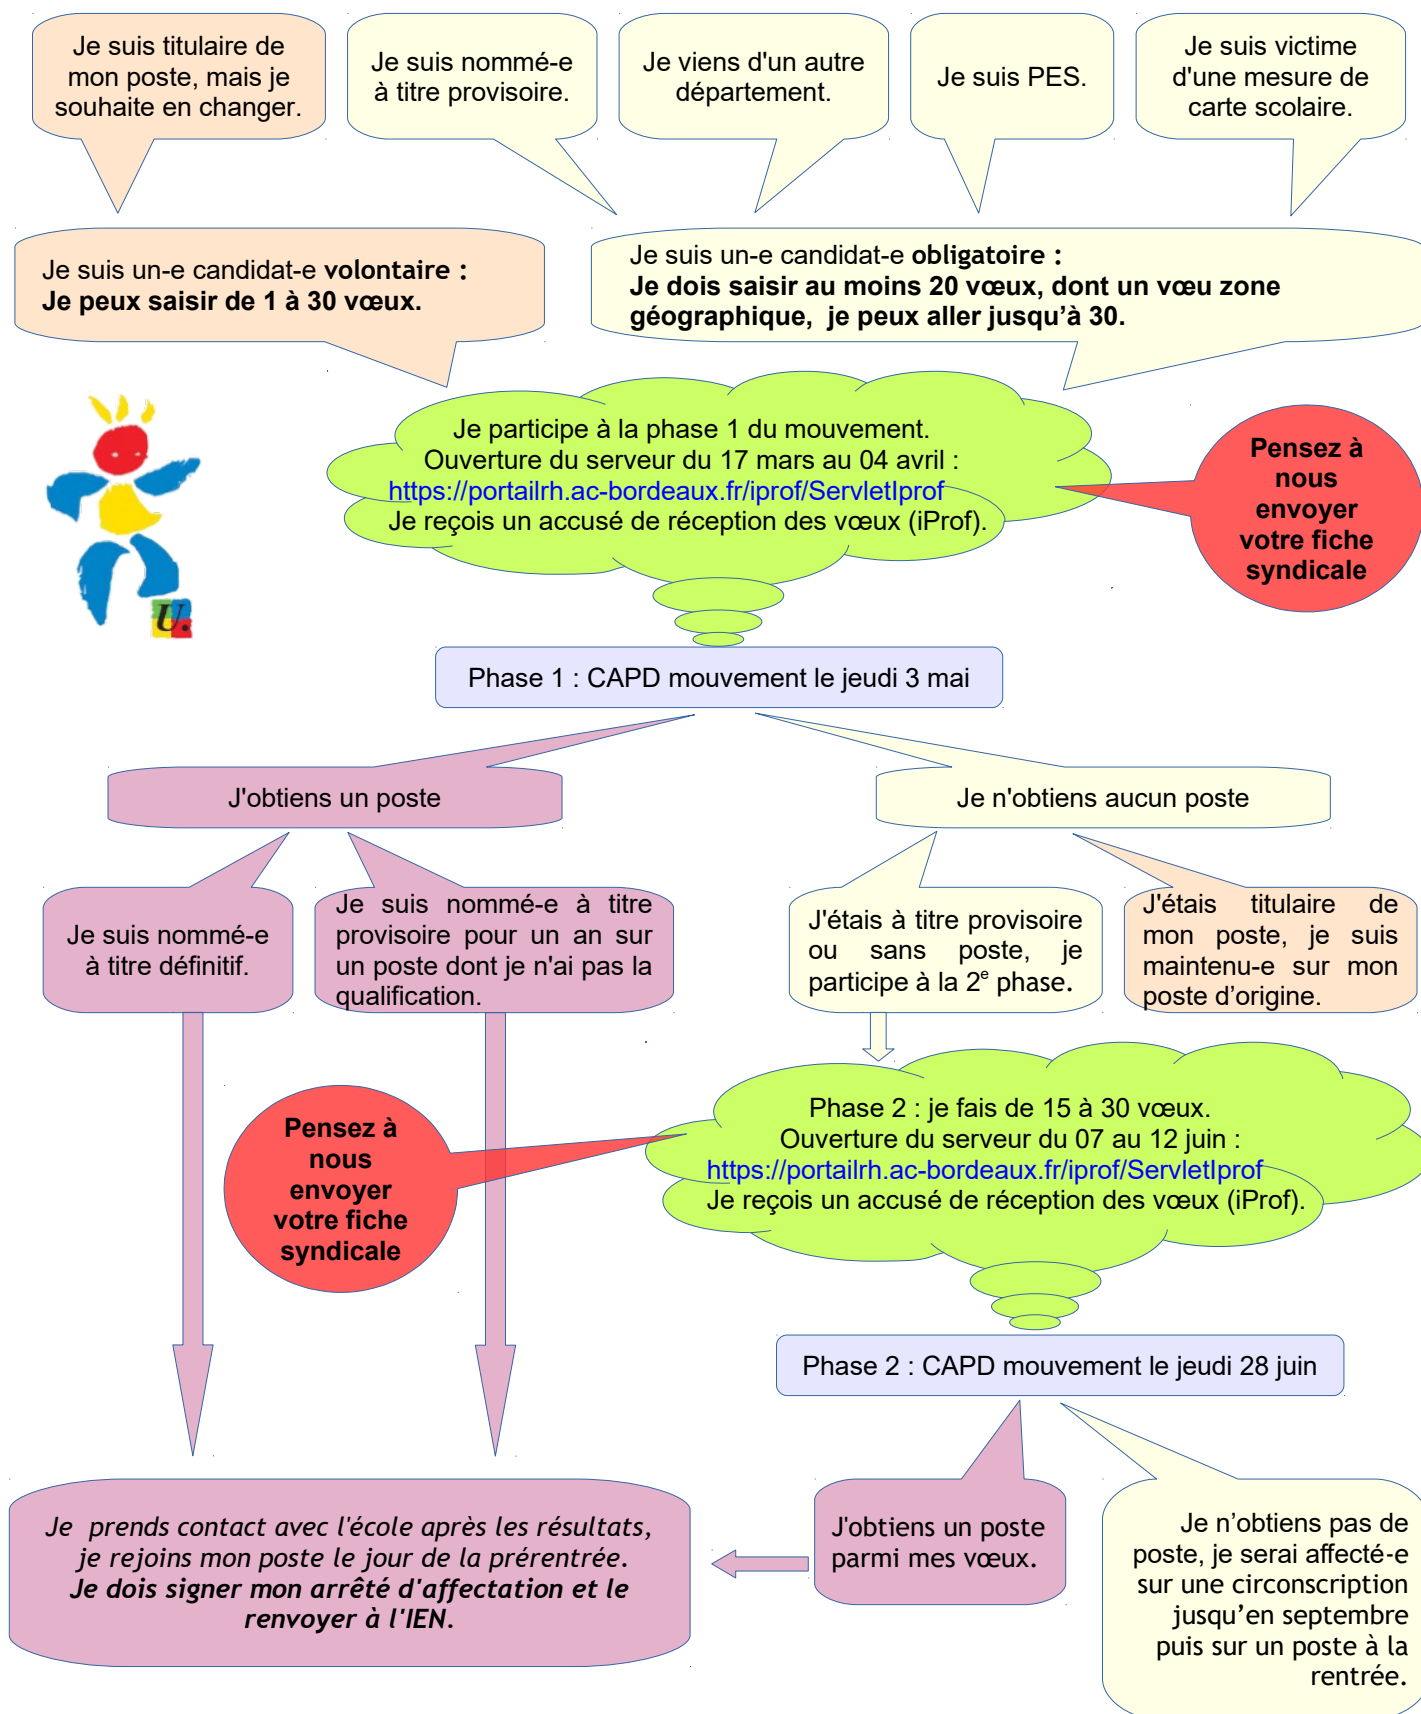 Je suis titulaire de
mon poste, mais je
souhaite en changer.
Je suis nommé-e
à titre provisoire.
Je viens d'un autre
département.
Je suis PES.
Je suis victime
d'une mesure de
carte scolaire.
Je suis un-e candidat-e volontaire :
Je peux saisir de 1 à 30 vœux.
Je suis un-e candidat-e obligatoire :
Je dois saisir au moins 20 vœux, dont un vœu zone
géographique, je peux aller jusqu'à 30.
Je participe à la phase 1 du mouvement.
Ouverture du serveur du 17 mars au 04 avril :
https://portailrh.ac-bordeaux.fr/iprof/ServletIprof
Je reçois un accusé de réception des vœux (iProf).
Pensez à
nous
envoyer
votre fiche
syndicale
U.
Phase 1 : CAPD mouvement le jeudi 3 mai
J'obtiens un poste
Je n'obtiens aucun poste
Je suis nommé-e
à titre définitif.
Je suis nommé-e à titre
provisoire pour un an sur
un poste dont je n'ai pas la
qualification.
J'étais à titre provisoire
ou sans poste, je
participe à la 2e phase.
J'étais titulaire de
mon poste, je suis
maintenu-e sur mon
poste d'origine.
Pensez à
nous
envoyer
votre fiche
syndicale
Phase 2 : je fais de 15 à 30 vœux.
Ouverture du serveur du 07 au 12 juin :
https://portailrh.ac-bordeaux.fr/iprof/ServletIprof
Je reçois un accusé de réception des vœux (iProf).
Phase 2 : CAPD mouvement le jeudi 28 juin
Je prends contact avec l'école après les résultats,
je rejoins mon poste le jour de la prérentrée.
Je dois signer mon arrêté d'affectation et le
renvoyer à l'IEN.
J'obtiens un poste
parmi mes vœux.
Je n'obtiens pas de
poste, je serai affecté-e
sur une circonscription
jusqu'en septembre
puis sur un poste à la
rentrée.